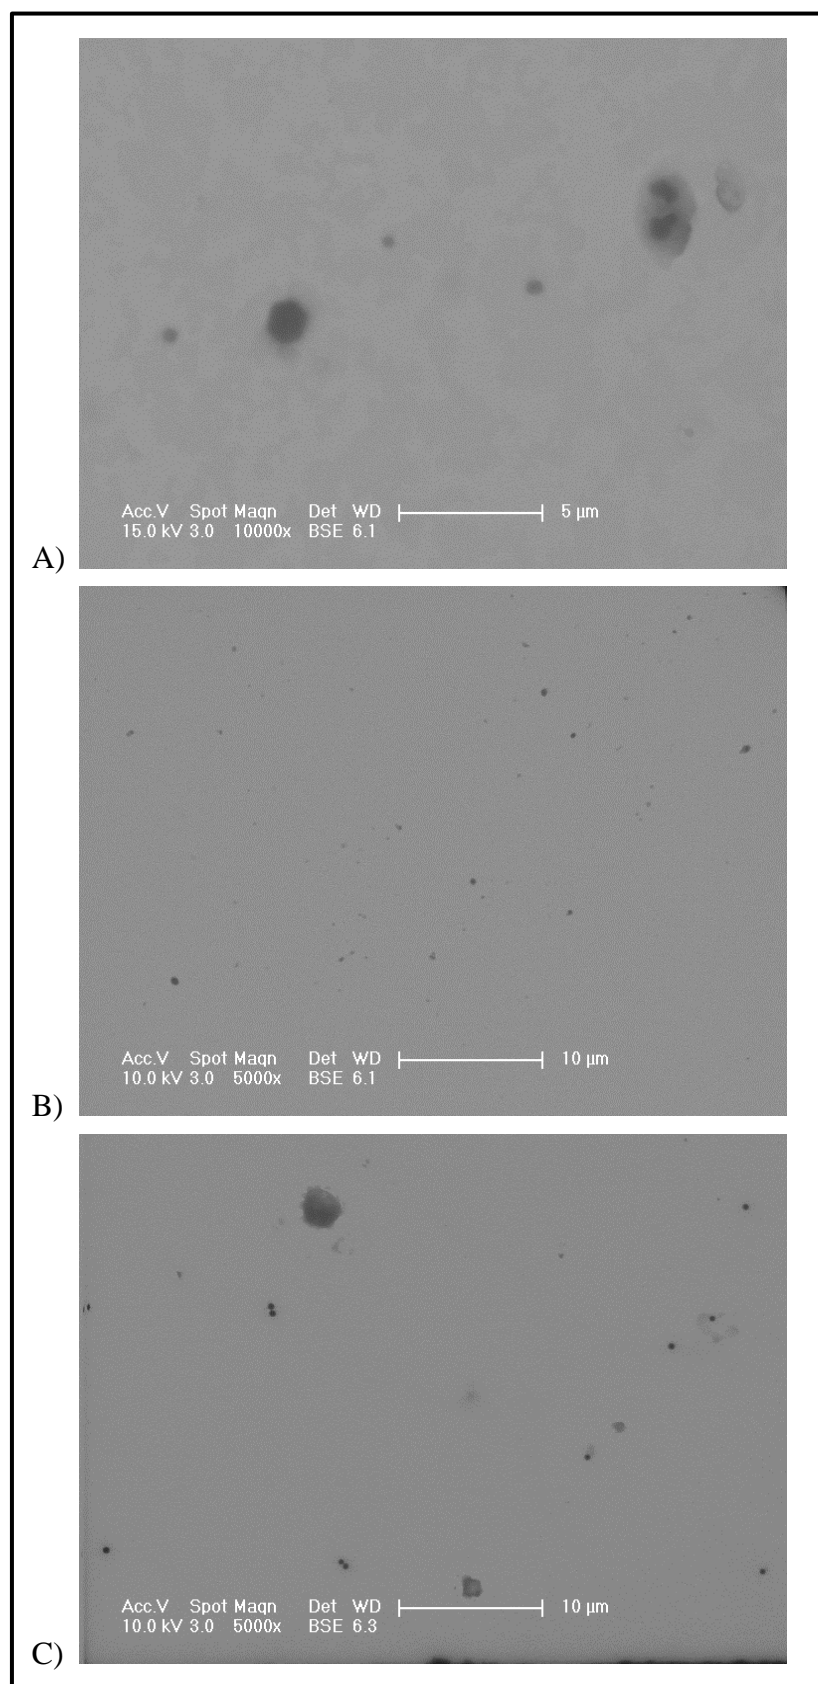 Acc.V Spot Magn Det WD 5 µm
15.0 kV 3.0 10000x BSE 6.1
A)
Acc.V Spot Magn Det WD 10 µm
10.0 kV 3.0 5000x BSE 6.1
B)
Acc.V Spot Magn Det WD 10 µm
10.0 kV 3.0 5000x BSE 6.3
C)